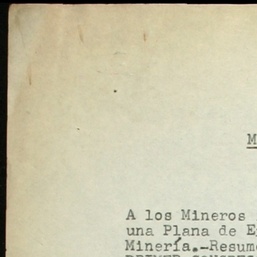 M
A los Mineros
una Plana de E
Minería.-Resum